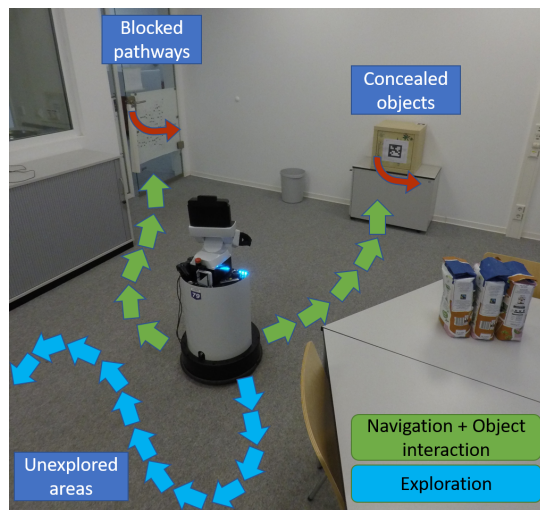 Blocked
pathways
Concealed
objects
Navigation + Object
interaction
Unexplored
areas
Exploration